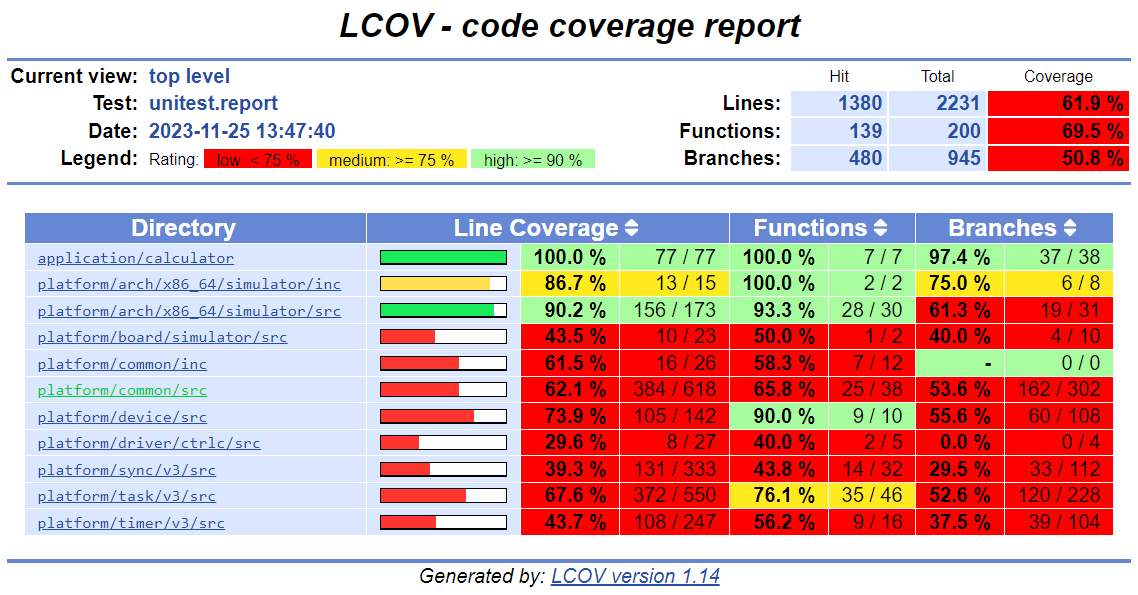 LCOV - code coverage report
Current view: top level
Hit Total Coverage
Test: unitest.report
Lines: 1380 2231 61.9 %
Date: 2023-11-25 13:47:40
Functions: 139 200 69.5 %
Legend: Rating: low: < 75 % medium: >= 75 % high: >= 90 %
Branches: 480 945 50.8 %
Directory Line Coverage Functions Branches
application/calculator 100.0 % 77 / 77 100.0 % 7 / 7 97.4 % 37 / 38
platform/arch/x86_64/simulator/inc 86.7 % 13 / 15 100.0 % 2 / 2 75.0 % 6 / 8
platform/arch/x86_64/simulator/src 90.2 % 156 / 173 93.3 % 28 / 30 61.3 % 19 / 31
platform/board/simulator/src 43.5 % 10 / 23 50.0 % 1 / 2 40.0 % 4 / 10
platform/common/inc 61.5 % 16 / 26 58.3 % 7 / 12 - 0 / 0
platform/common/src 62.1 % 384 / 618 65.8 % 25 / 38 53.6 % 162 / 302
platform/device/src 73.9 % 105 / 142 90.0 % 9 / 10 55.6 % 60 / 108
platform/driver/ctrlc/src 29.6 % 8 / 27 40.0 % 2 / 5 0.0 % 0 / 4
platform/sync/v3/src 39.3 % 131 / 333 43.8 % 14 / 32 29.5 % 33 / 112
platform/task/v3/src 67.6 % 372 / 550 76.1 % 35 / 46 52.6 % 120 / 228
platform/timer/v3/src 43.7 % 108 / 247 56.2 % 9 / 16 37.5 % 39 / 104
Generated by: LCOV version 1.14